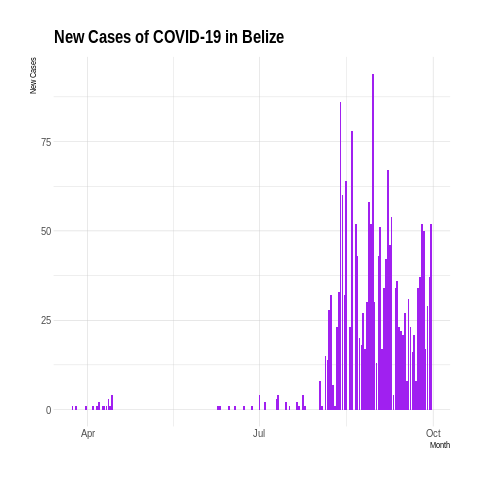 New Cases of COVID-19 in Belize
New Cases
75
50
25
0
Apr
Jul
Oct
Month